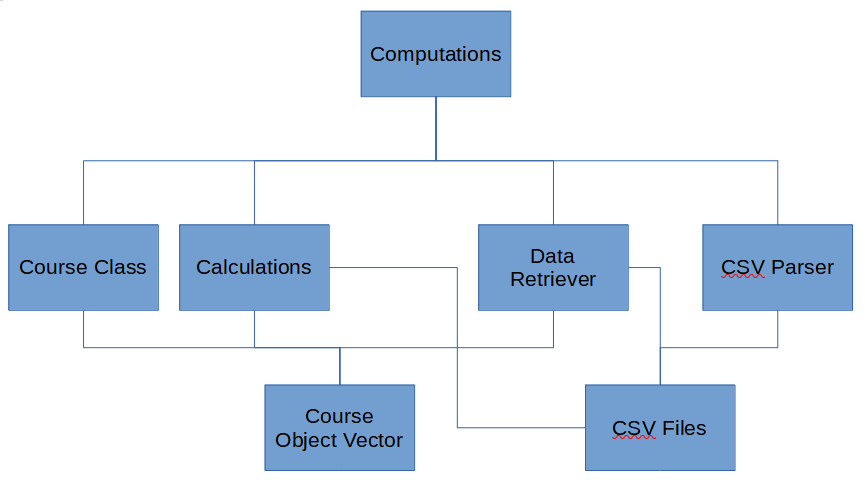 Computations
Course Class
Calculations
Data
Retriever
CSV Parser
Course
Object Vector
CSV Files